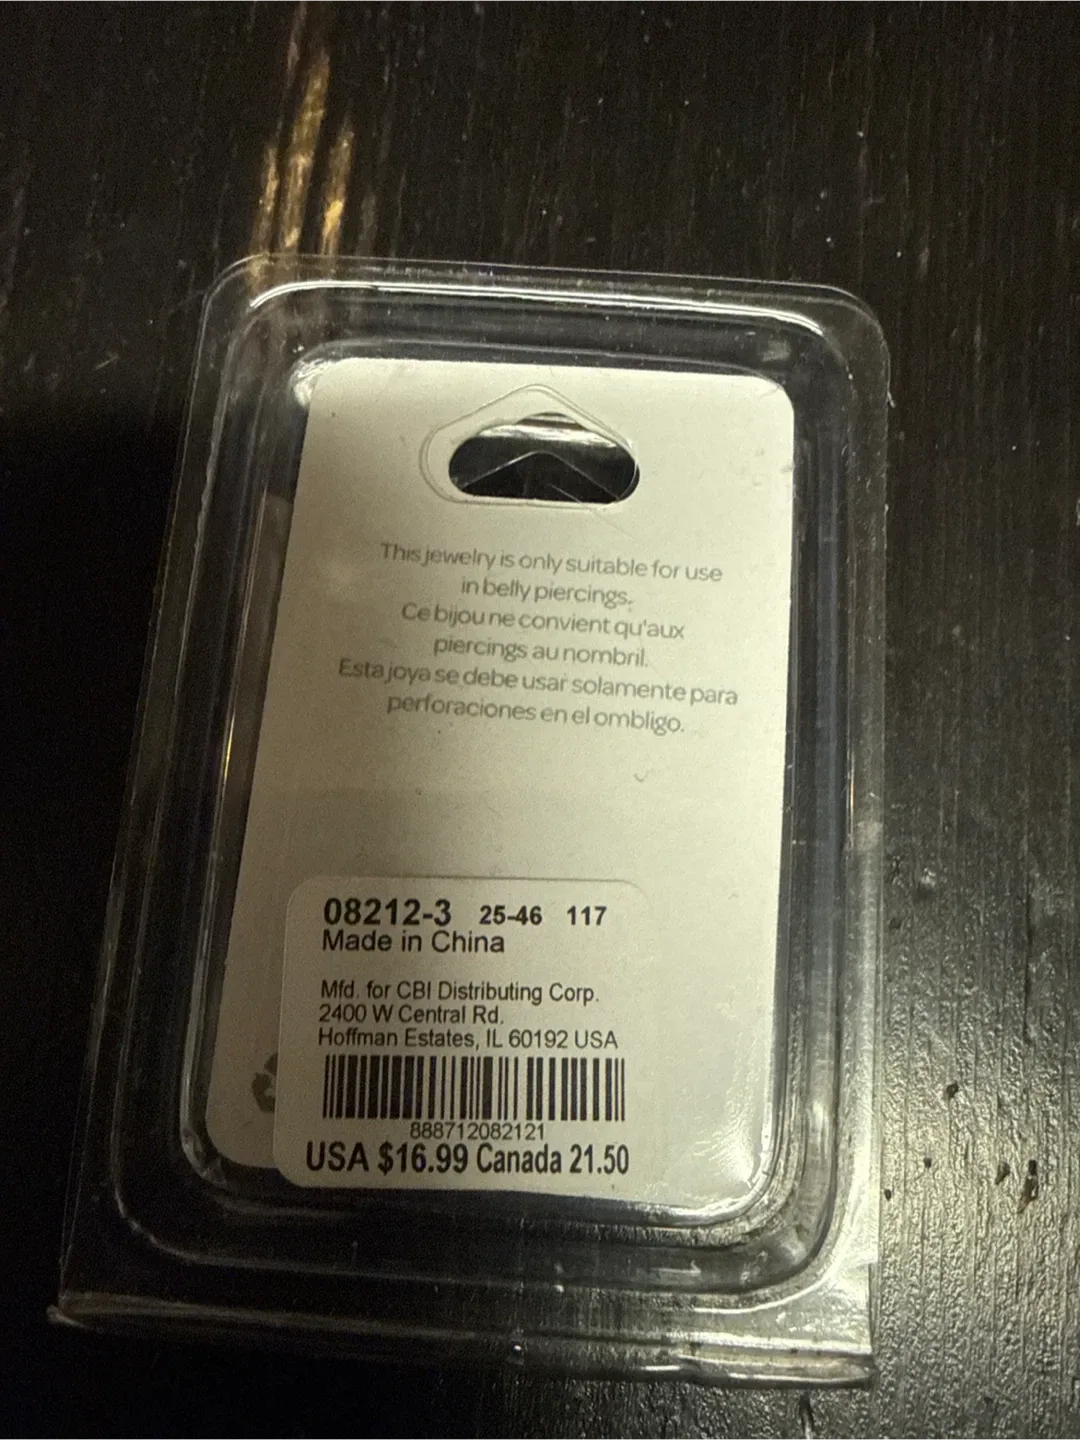 This jewelry is only suitable for use
in belly piercings.
Ce bijou ne convient qu'aux
piercings au nombril.
Esta joya se debe usar solamente para
perforaciones en el ombligo.
08212-3 25-46 117
Made in China
Mfd. for CBI Distributing Corp.
2400 W Central Rd.
Hoffman Estates, IL 60192 USA
888712082121
USA $16.99 Canada 21.50